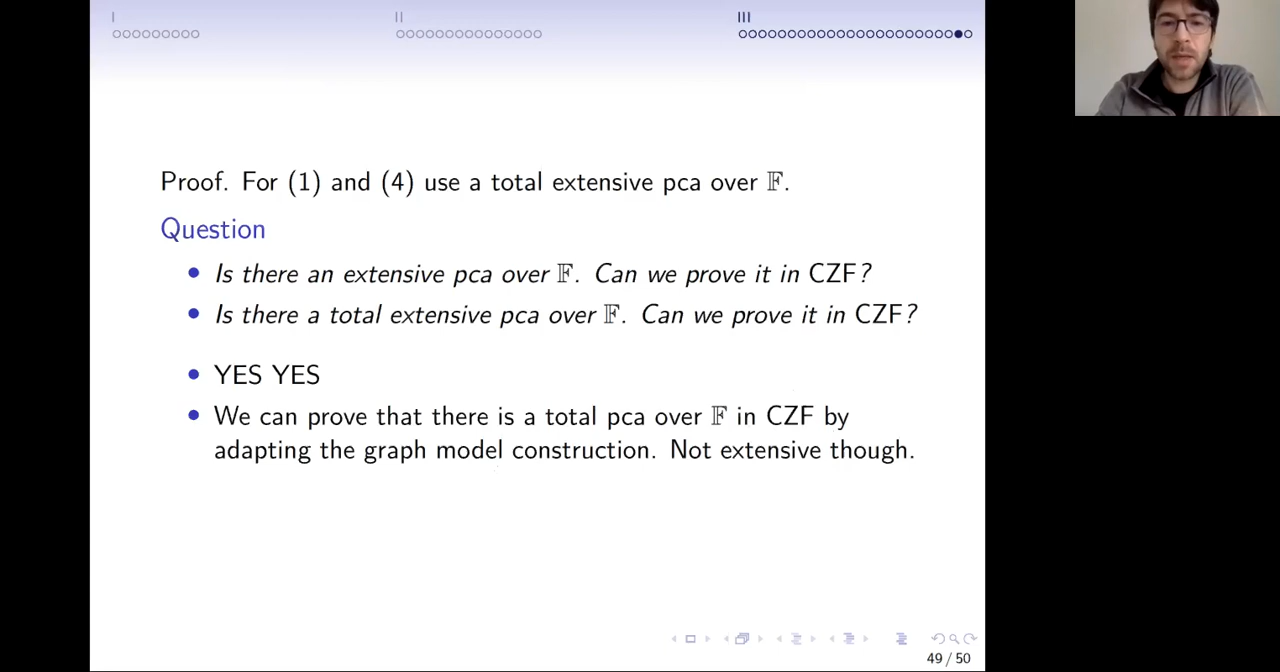 I
II
III
Proof. For (1) and (4) use a total extensive pca over 𝔽.
Question
• Is there an extensive pca over 𝔽. Can we prove it in CZF?
• Is there a total extensive pca over 𝔽. Can we prove it in CZF?
• YES YES
• We can prove that there is a total pca over 𝔽 in CZF by
adapting the graph model construction. Not extensive though.
49 / 50